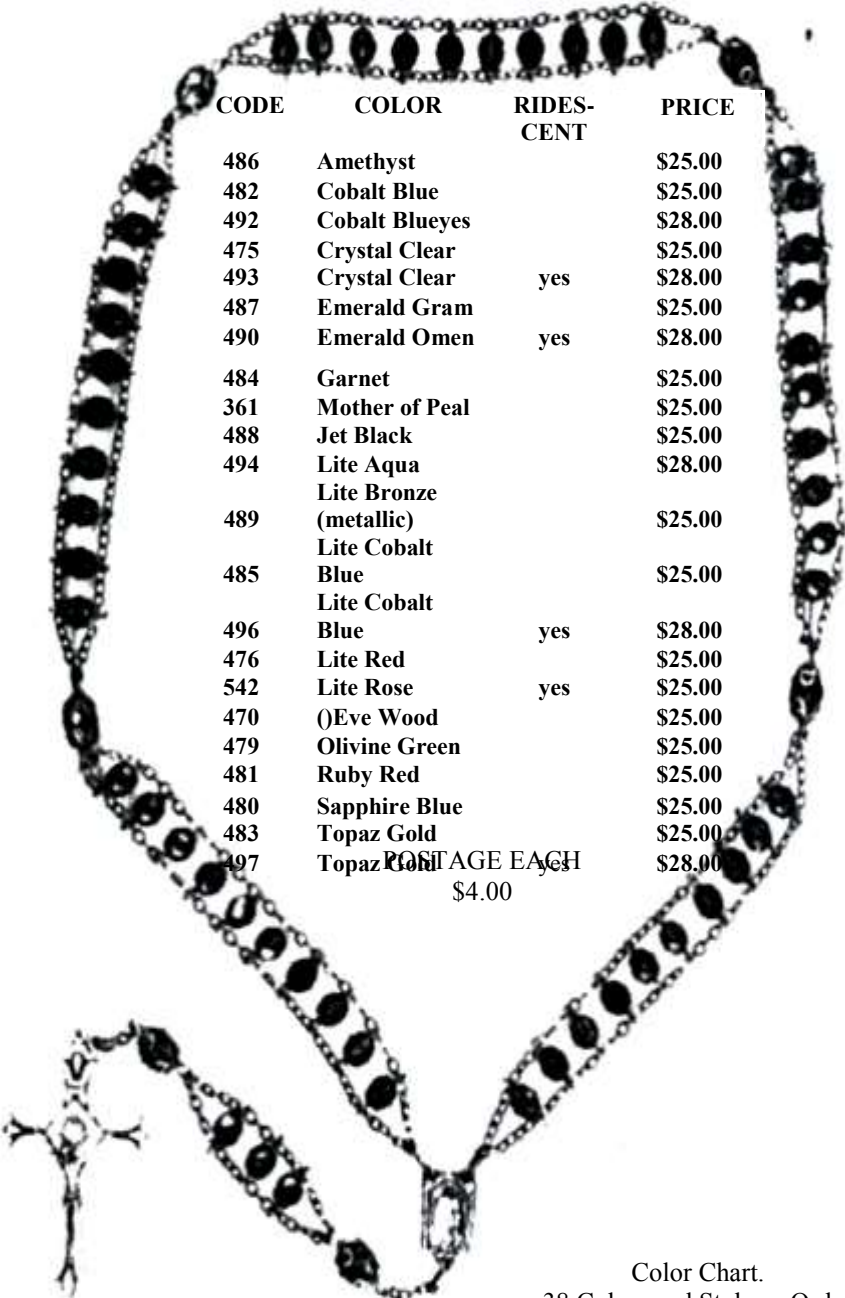 CODE COLOR RIDES- PRICE
CENT
486 Amethyst $25.00
482 Cobalt Blue $25.00
492 Cobalt Blueyes $28.00
475 Crystal Clear $25.00
493 Crystal Clear yes $28.00
487 Emerald Gram $25.00
490 Emerald Omen yes $28.00
484 Garnet $25.00
361 Mother of Peal $25.00
488 Jet Black $25.00
494 Lite Aqua $28.00
Lite Bronze
489 (metallic) $25.00
Lite Cobalt
485 Blue $25.00
Lite Cobalt
496 Blue yes $28.00
476 Lite Red $25.00
542 Lite Rose yes $25.00
470 ()Eve Wood $25.00
479 Olivine Green $25.00
481 Ruby Red $25.00
480 Sapphire Blue $25.00
483 Topaz Gold $25.00
497 Topaz Gold yes $28.00
POSTAGE EACH
$4.00
Color Chart.